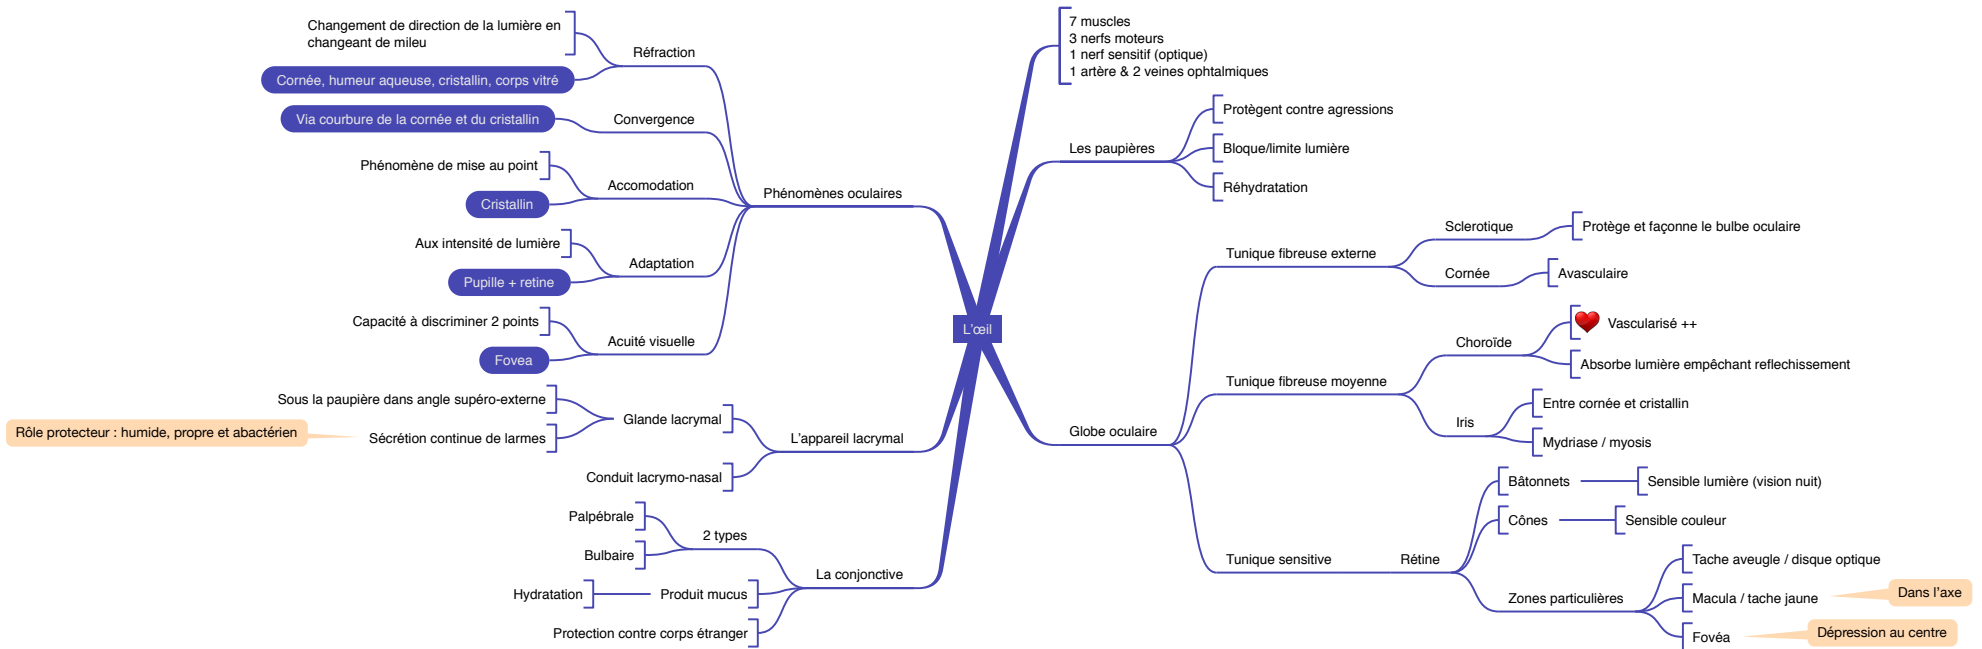 L'œil
7 muscles
3 nerfs moteurs
1 nerf sensitif (optique)
1 artère & 2 veines ophtalmiques
Les paupières
Protègent contre agressions
Bloque/limite lumière
Réhydratation
Globe oculaire
Tunique fibreuse externe
Sclerotique
Protège et façonne le bulbe oculaire
Cornée
Avasculaire
Tunique fibreuse moyenne
Choroïde
Vascularisé ++
Absorbe lumière empêchant reflechissement
Iris
Entre cornée et cristallin
Mydriase / myosis
Tunique sensitive
Rétine
Bâtonnets
Sensible lumière (vision nuit)
Cônes
Sensible couleur
Zones particulières
Tache aveugle / disque optique
Macula / tache jaune
Dans l'axe
Fovéa
Dépression au centre
Phénomènes oculaires
Réfraction
Changement de direction de la lumière en
changeant de mileu
Cornée, humeur aqueuse, cristallin, corps vitré
Convergence
Via courbure de la cornée et du cristallin
Accomodation
Phénomène de mise au point
Cristallin
Adaptation
Aux intensité de lumière
Pupille + retine
Acuité visuelle
Capacité à discriminer 2 points
Fovea
L'appareil lacrymal
Glande lacrymal
Sous la paupière dans angle supéro-externe
Sécrétion continue de larmes
Rôle protecteur : humide, propre et abactérien
Conduit lacrymo-nasal
La conjonctive
2 types
Palpébrale
Bulbaire
Produit mucus
Hydratation
Protection contre corps étranger